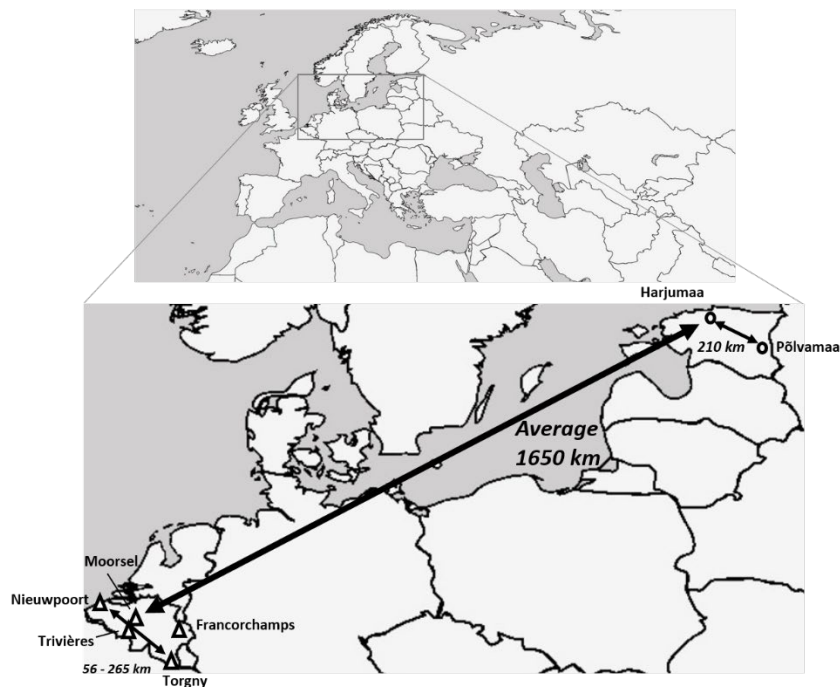 Harjumaa
210 km
Põlvamaa
Average
1650 km
Moorsel
Nieuwpoort
Trivières
Francorchamps
56 - 265 km
Torgny